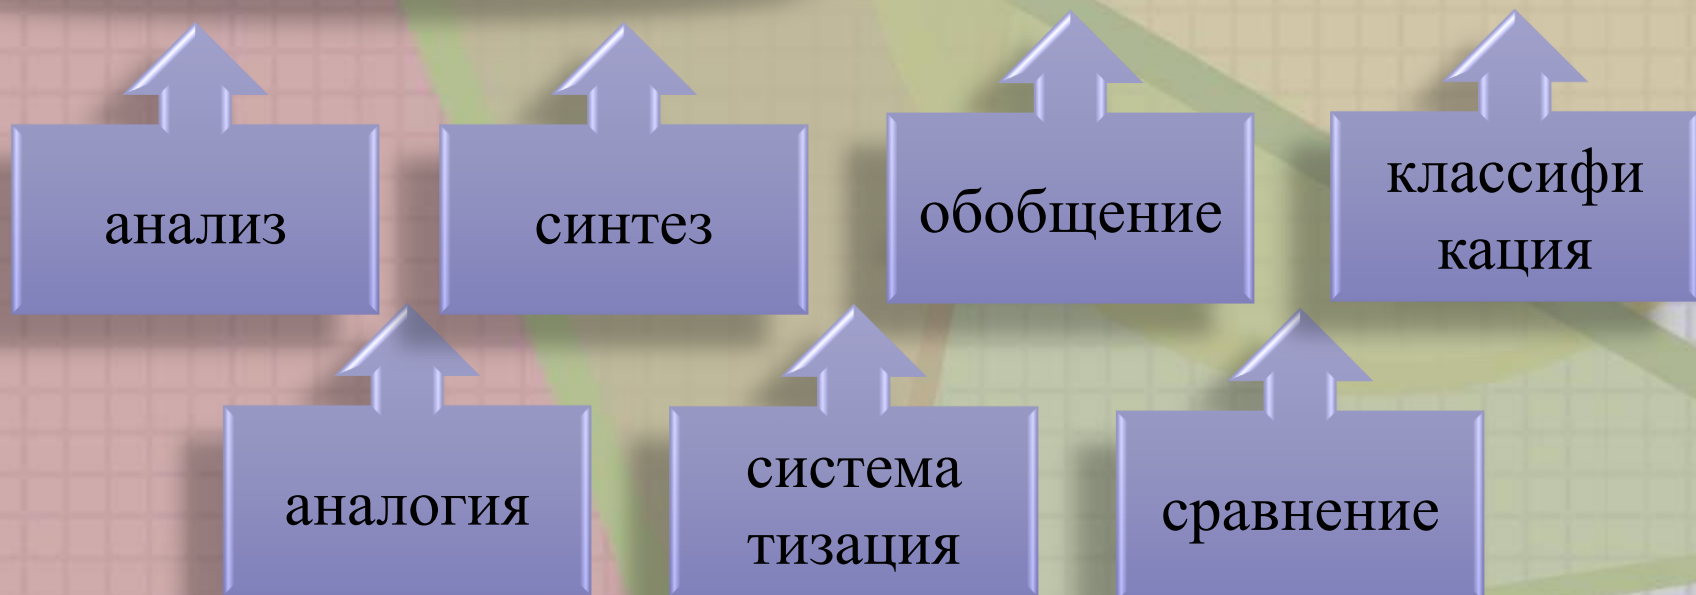 анализ
синтез
обобщение
классифи
кация
аналогия
система
тизация
сравнение